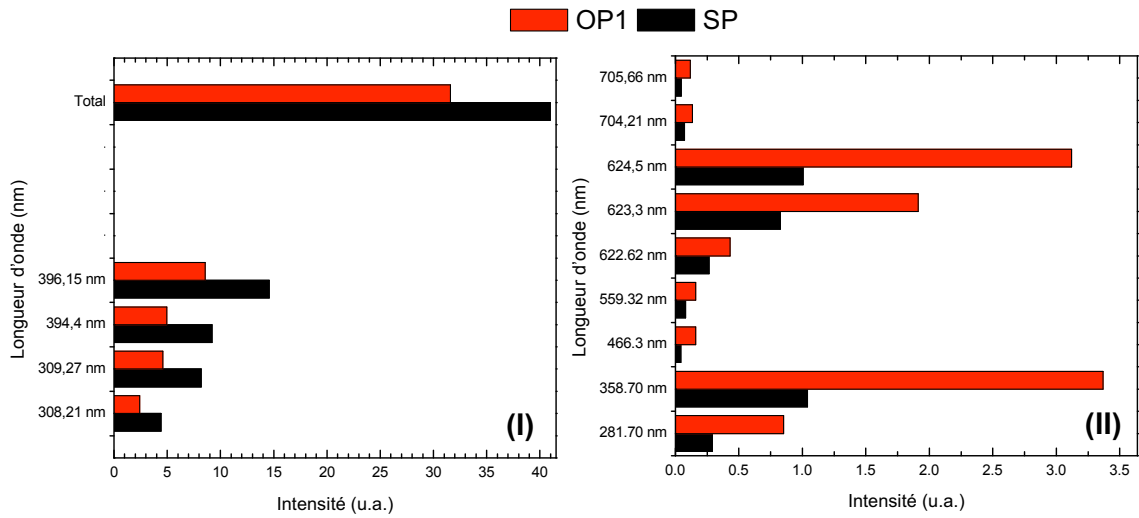 OP1 SP
Longueur d'onde (nm)
Total
396,15 nm
394,4 nm
309,27 nm
308,21 nm
(I)
0 5 10 15 20 25 30 35 40
Intensité (u.a.)
Longueur d'onde (nm)
705,66 nm
704,21 nm
624,5 nm
623,3 nm
622.62 nm
559.32 nm
466.3 nm
358.70 nm
281.70 nm
(II)
0.0 0.5 1.0 1.5 2.0 2.5 3.0 3.5
Intensité (u.a.)